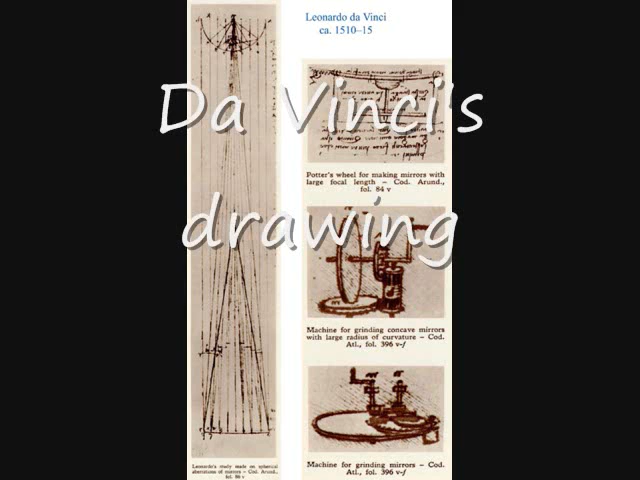 Leonardo da Vinci
ca. 1510–15
Da Vinci's
drawing
Potter's wheel for making mirrors with
large focal length – Cod. Arund.,
fol. 84 v
Machine for grinding concave mirrors
with large radius of curvature – Cod.
Atl., fol. 396 v-f
Machine for grinding mirrors – Cod.
Atl., fol. 396 v-f
Leonardo's study made on spherical
aberrations of mirrors – Cod. Arund.,
fol. 86 v